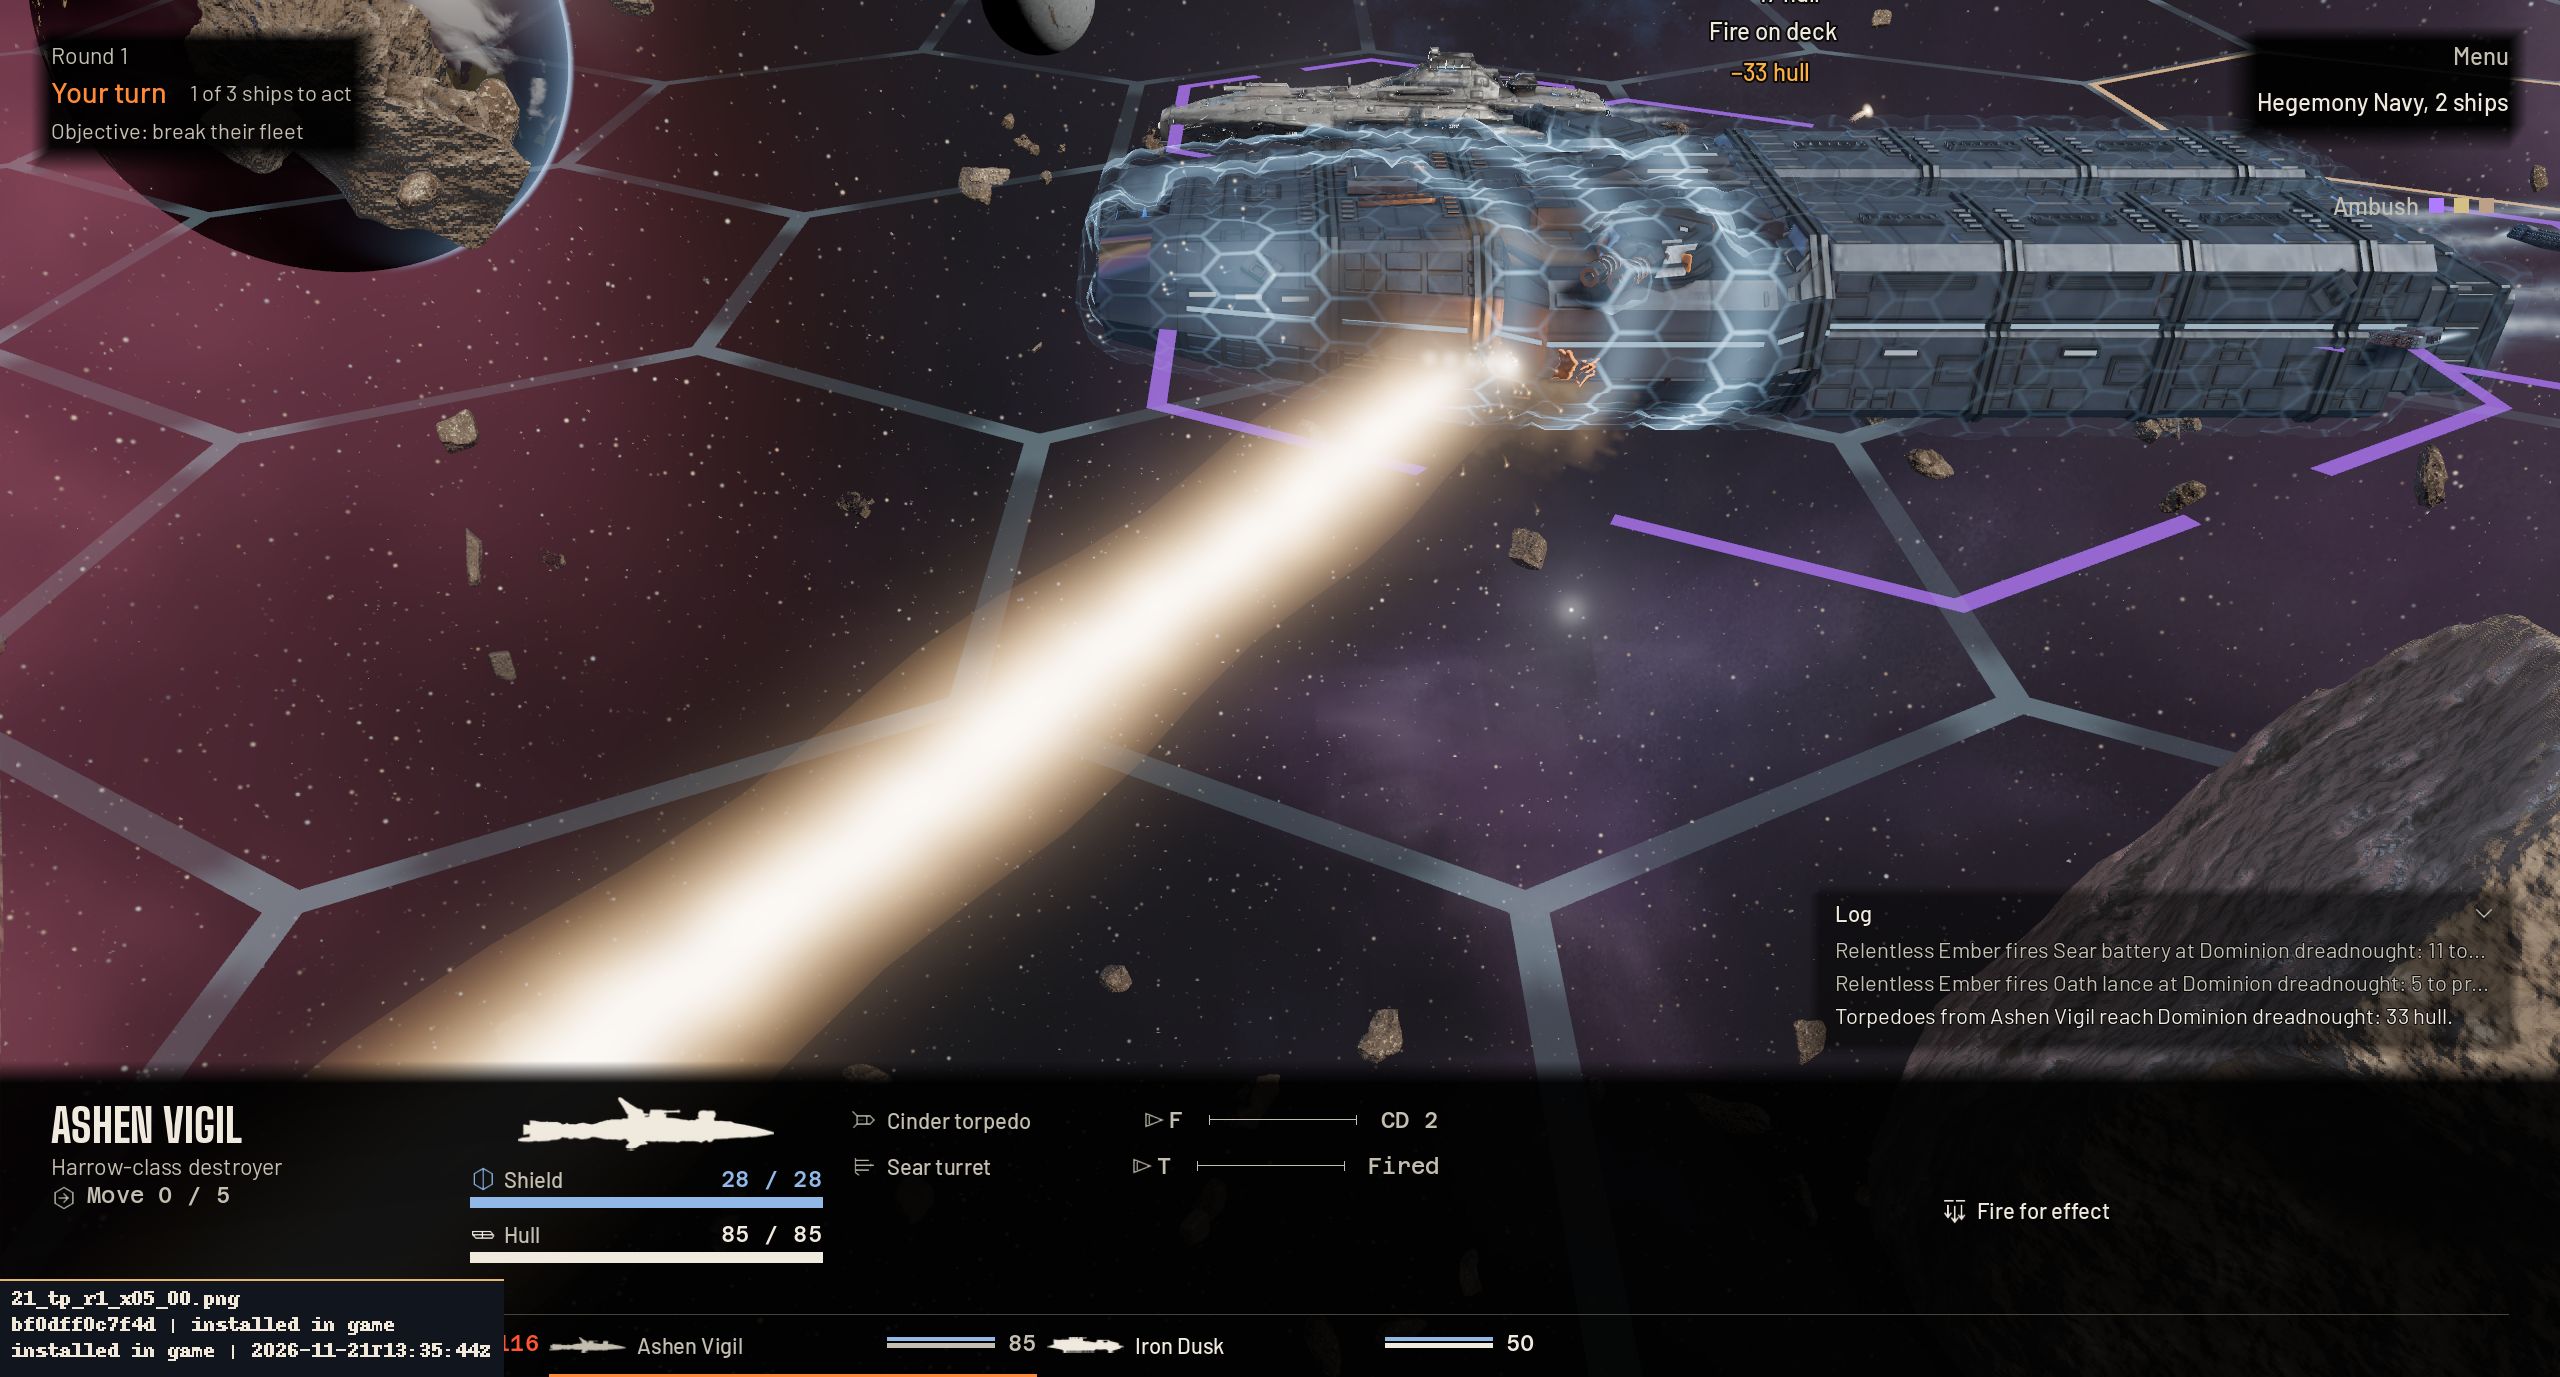 Round 1
Your turn 1 of 3 ships to act
Objective: break their fleet
Fire on deck
−33 hull
Menu
Hegemony Navy, 2 ships
Ambush
Log
Relentless Ember fires Sear battery at Dominion dreadnought: 11 to...
Relentless Ember fires Oath lance at Dominion dreadnought: 5 to pr...
Torpedoes from Ashen Vigil reach Dominion dreadnought: 33 hull.
ASHEN VIGIL
Harrow-class destroyer
Move 0 / 5
Shield 28 / 28
Hull 85 / 85
Cinder torpedo F CD 2
Sear turret T Fired
Fire for effect
21_tp_r1_x05_00.png
bf0dff0c7f4d | installed in game
installed in game | 2026-11-21T13:35:44Z
116 Ashen Vigil 85 Iron Dusk 50